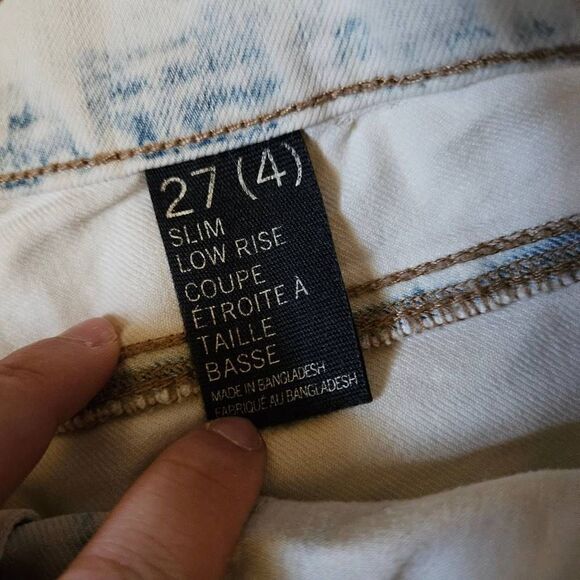 27 (4)
SLIM
LOW RISE
COUPE
ÉTROITE À
TAILLE
BASSE
MADE IN BANGLADESH
FABRIQUÉ AU BANGLADESH